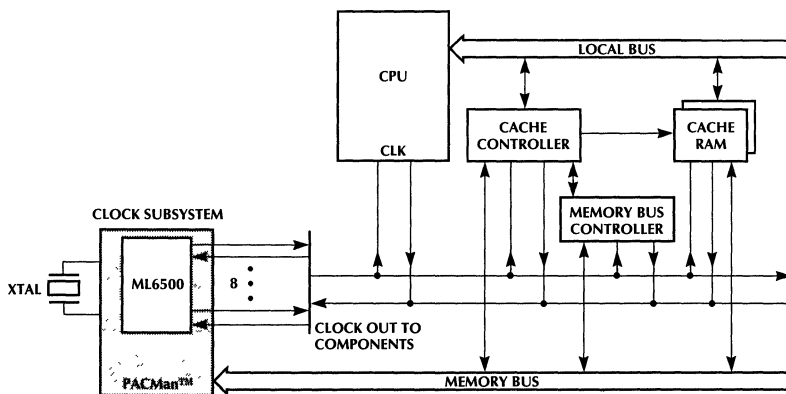 LOCAL BUS
CPU
CLK
CACHE
CONTROLLER
CACHE
RAM
MEMORY BUS
CONTROLLER
CLOCK SUBSYSTEM
XTAL
ML6500
8
CLOCK OUT TO
COMPONENTS
PACMan™
MEMORY BUS